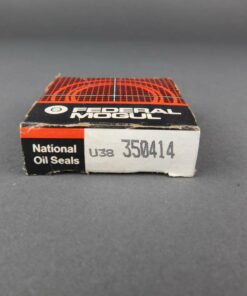 FEDERAL
MOGUL
National
Oil Seals
U38 350414